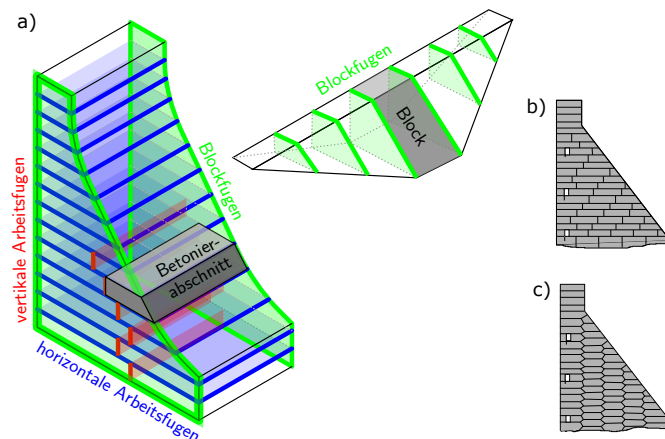 a)
Blockfugen
Block
Blockfugen
vertikale Arbeitsfugen
Betonier-
abschnitt
horizontale Arbeitsfugen
b)
c)